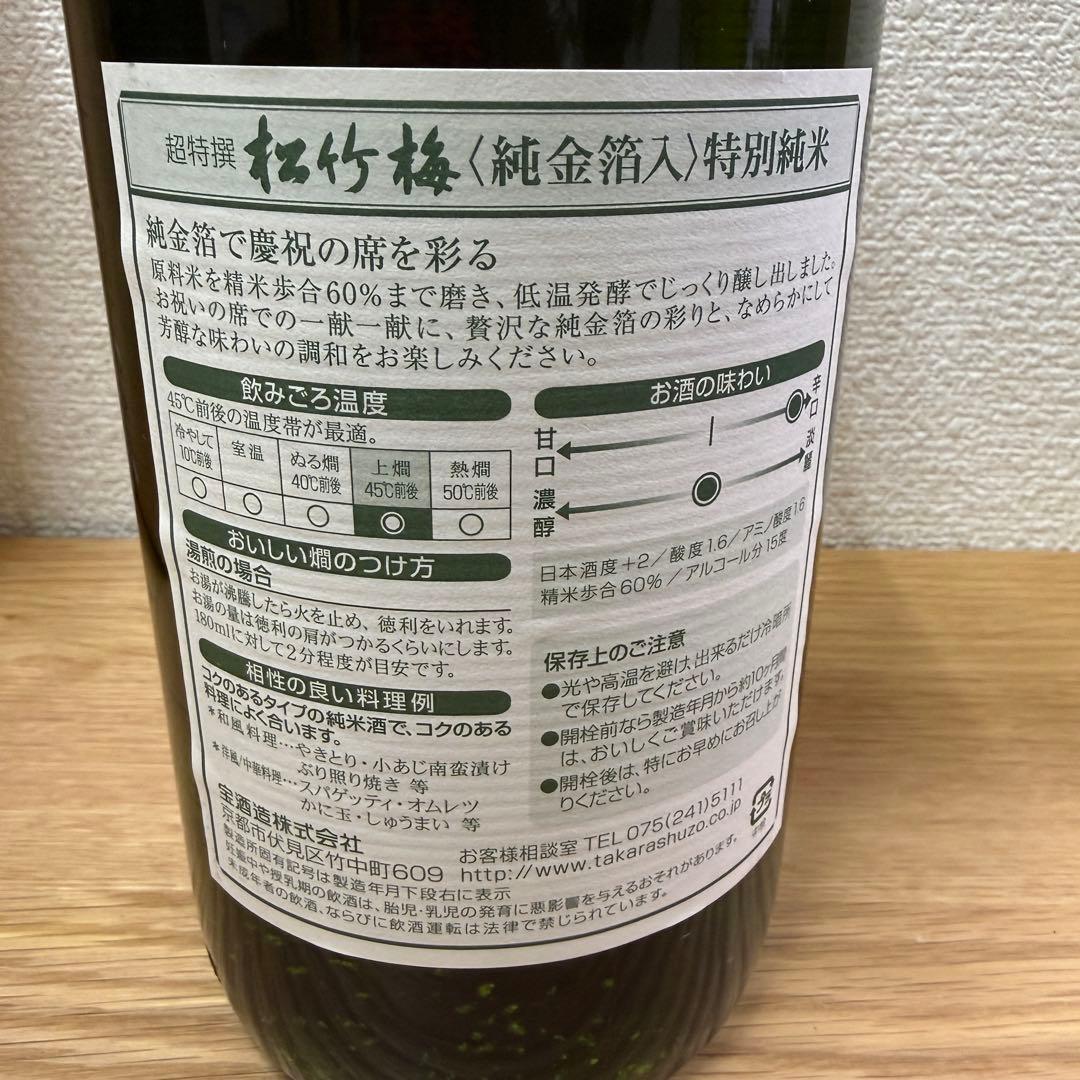 超特撰 松竹梅〈純金箔入〉特別純米
純金箔で慶祝の席を彩る
原料米を精米歩合60%まで磨き、低温発酵でじっくり醸し出しました。
お祝いの席での一献一献に、贅沢な純金箔の彩りと、なめらかにして
芳醇な味わいの調和をお楽しみください。
飲みごろ温度
45℃前後の温度帯が最適。
冷やして 10℃前後 室温 ぬる燗 40℃前後 上燗 45℃前後 熱燗 50℃前後
○ ○ ○ ◎ ○
おいしい燗のつけ方
湯煎の場合
お湯が沸騰したら火を止め、徳利をいれます。
お湯の量は徳利の肩がつかるくらいにします。
180mlに対して2分程度が目安です。
相性の良い料理例
コクのあるタイプの純米酒で、コクのある
料理によく合います。
*和風料理…やきとり・小あじ南蛮漬け
ぶり照り焼き 等
*洋風/中華料理…スパゲッティ・オムレツ
かに玉・しゅうまい 等
お酒の味わい
甘口 辛口
濃醇 淡麗
日本酒度+2/酸度1.6/アミノ酸度1.6
精米歩合60%/アルコール分15度
保存上のご注意
●光や高温を避け、出来るだけ冷暗所
で保存してください。
●開栓前なら製造年月から約10ヶ月間
は、おいしくご賞味いただけます。
●開栓後は、特にお早めにお召し上が
りください。
宝酒造株式会社
京都市伏見区竹中町609
お客様相談室 TEL 075(241)5111
http://www.takarashuzo.co.jp
製造所固有記号は製造年月下段右に表示
妊娠中や授乳期の飲酒は、胎児・乳児の発育に悪影響を与えるおそれがあります。
未成年者の飲酒、ならびに飲酒運転は法律で禁じられています。